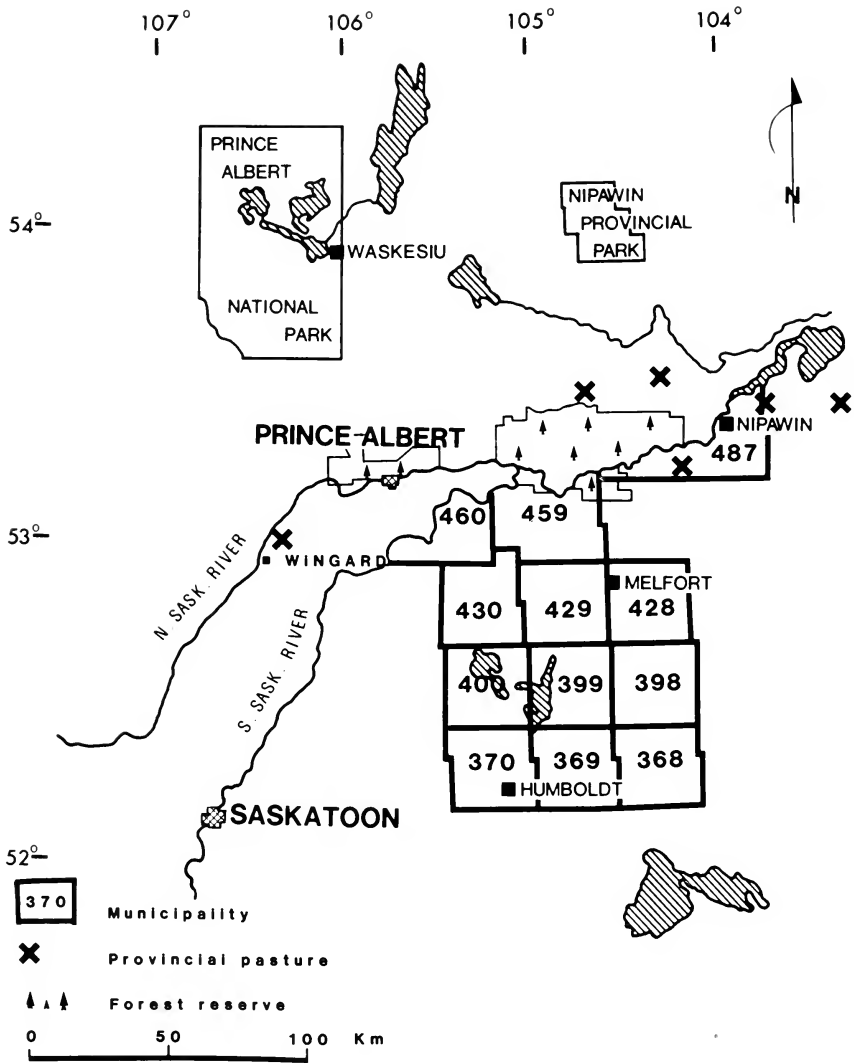 107° 106° 105° 104°
PRINCE
ALBERT
NIPAWIN
N
54°
PROVINCIAL
PARK
WASKESIU
NATIONAL
PARK
PRINCE ALBERT
NIPAWIN
487
53°
460 459
WINGARD
MELFORT
N SASK. RIVER
430 429 428
S. SASK. RIVER
400 399 398
370 369 368
HUMBOLDT
SASKATOON
52°
370 Municipality
Provincial pasture
Forest reserve
0 50 100 Km